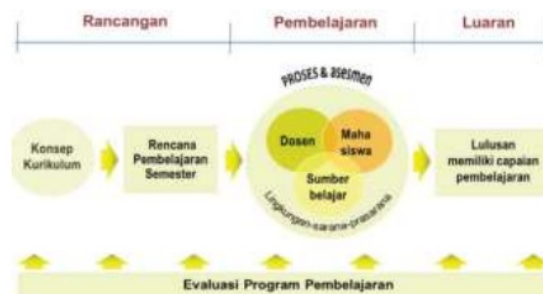 Rancangan
Pembelajaran
Luaran
PROSES & asesmen
Konsep
Kurikulum
Rencana
Pembelajaran
Semester
Dosen
Maha
siswa
Sumber
belajar
Lingkungan-sarana-prasarana
Lulusan
memiliki capaian
pembelajaran
Evaluasi Program Pembelajaran